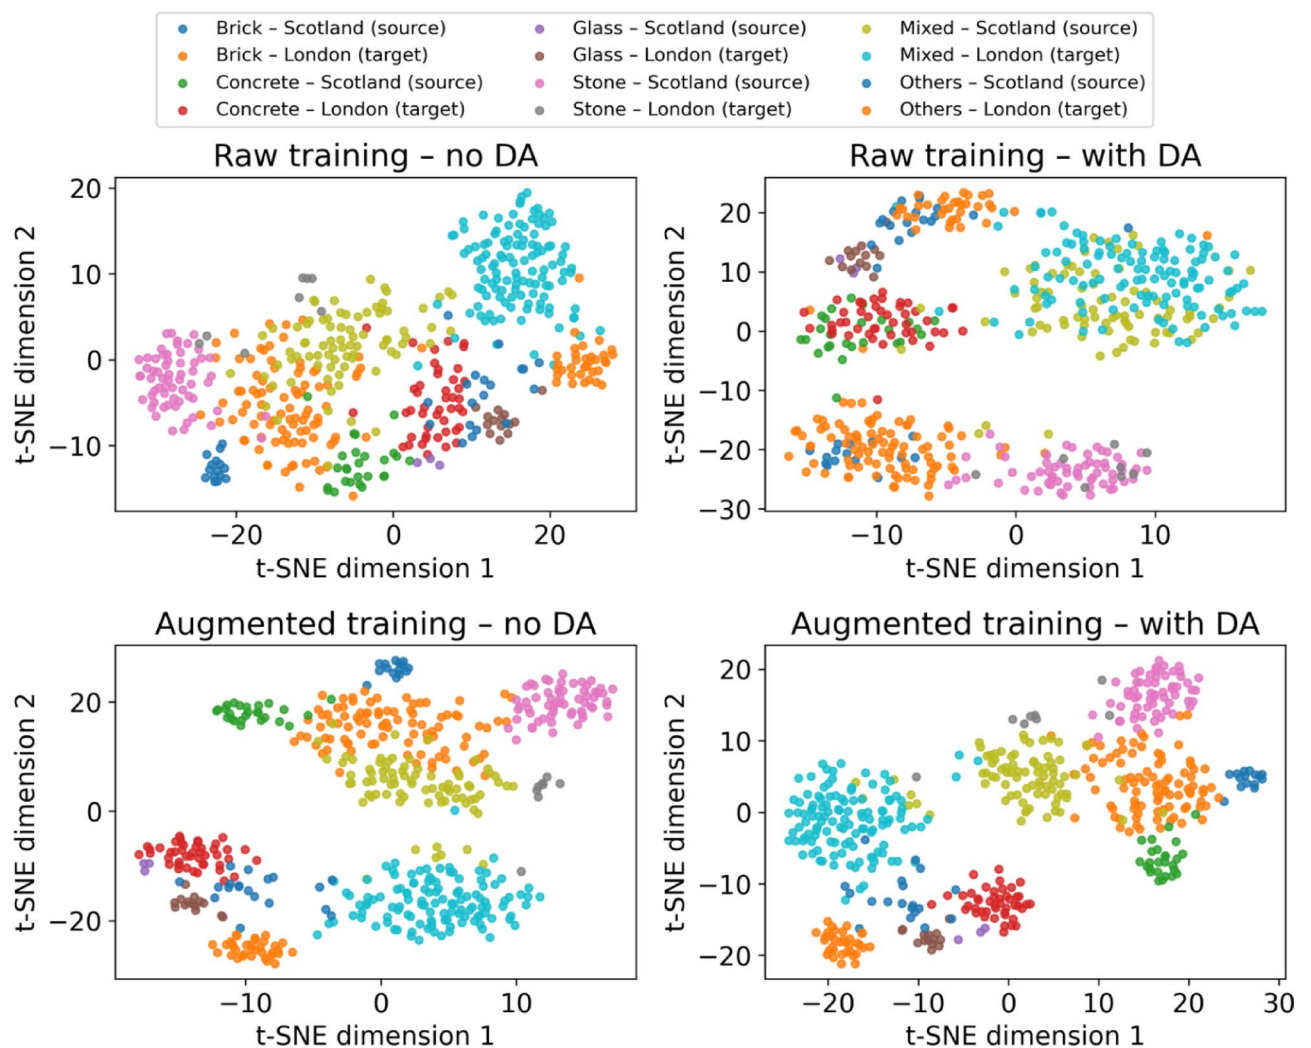 Brick – Scotland (source)
Brick – London (target)
Concrete – Scotland (source)
Concrete – London (target)
Glass – Scotland (source)
Glass – London (target)
Stone – Scotland (source)
Stone – London (target)
Mixed – Scotland (source)
Mixed – London (target)
Others – Scotland (source)
Others – London (target)
Raw training – no DA
20
10
0
−10
−20
0
20
t-SNE dimension 2
t-SNE dimension 1
Raw training – with DA
20
10
0
−10
−20
−30
−10
0
10
t-SNE dimension 2
t-SNE dimension 1
Augmented training – no DA
20
0
−20
−10
0
10
t-SNE dimension 2
t-SNE dimension 1
Augmented training – with DA
20
10
0
−10
−20
−20
−10
0
10
20
30
t-SNE dimension 2
t-SNE dimension 1